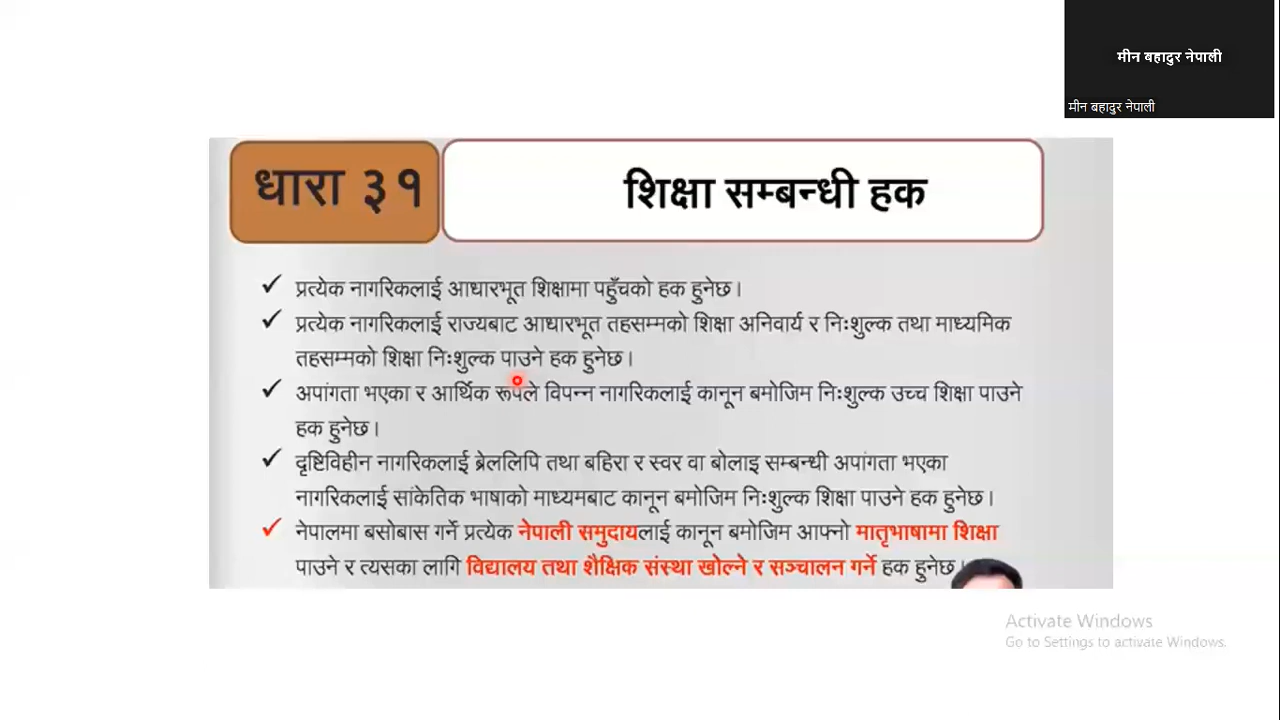 मीन बहादुर नेपाली
मीन बहादुर नेपाली
धारा ३१
शिक्षा सम्बन्धी हक
✓ प्रत्येक नागरिकलाई आधारभूत शिक्षामा पहुँचको हक हुनेछ।
✓ प्रत्येक नागरिकलाई राज्यबाट आधारभूत तहसम्मको शिक्षा अनिवार्य र निःशुल्क तथा माध्यमिक
तहसम्मको शिक्षा निःशुल्क पाउने हक हुनेछ।
✓ अपांगता भएका र आर्थिक रूपले विपन्न नागरिकलाई कानून बमोजिम निःशुल्क उच्च शिक्षा पाउने
हक हुनेछ।
✓ दृष्टिविहीन नागरिकलाई ब्रेललिपि तथा बहिरा र स्वर वा बोलाइ सम्बन्धी अपांगता भएका
नागरिकलाई सांकेतिक भाषाको माध्यमबाट कानून बमोजिम निःशुल्क शिक्षा पाउने हक हुनेछ।
✓ नेपालमा बसोबास गर्ने प्रत्येक नेपाली समुदायलाई कानून बमोजिम आफ्नो मातृभाषामा शिक्षा
पाउने र त्यसका लागि विद्यालय तथा शैक्षिक संस्था खोल्ने र सञ्चालन गर्ने हक हुनेछ
Activate Windows
Go to Settings to activate Windows.